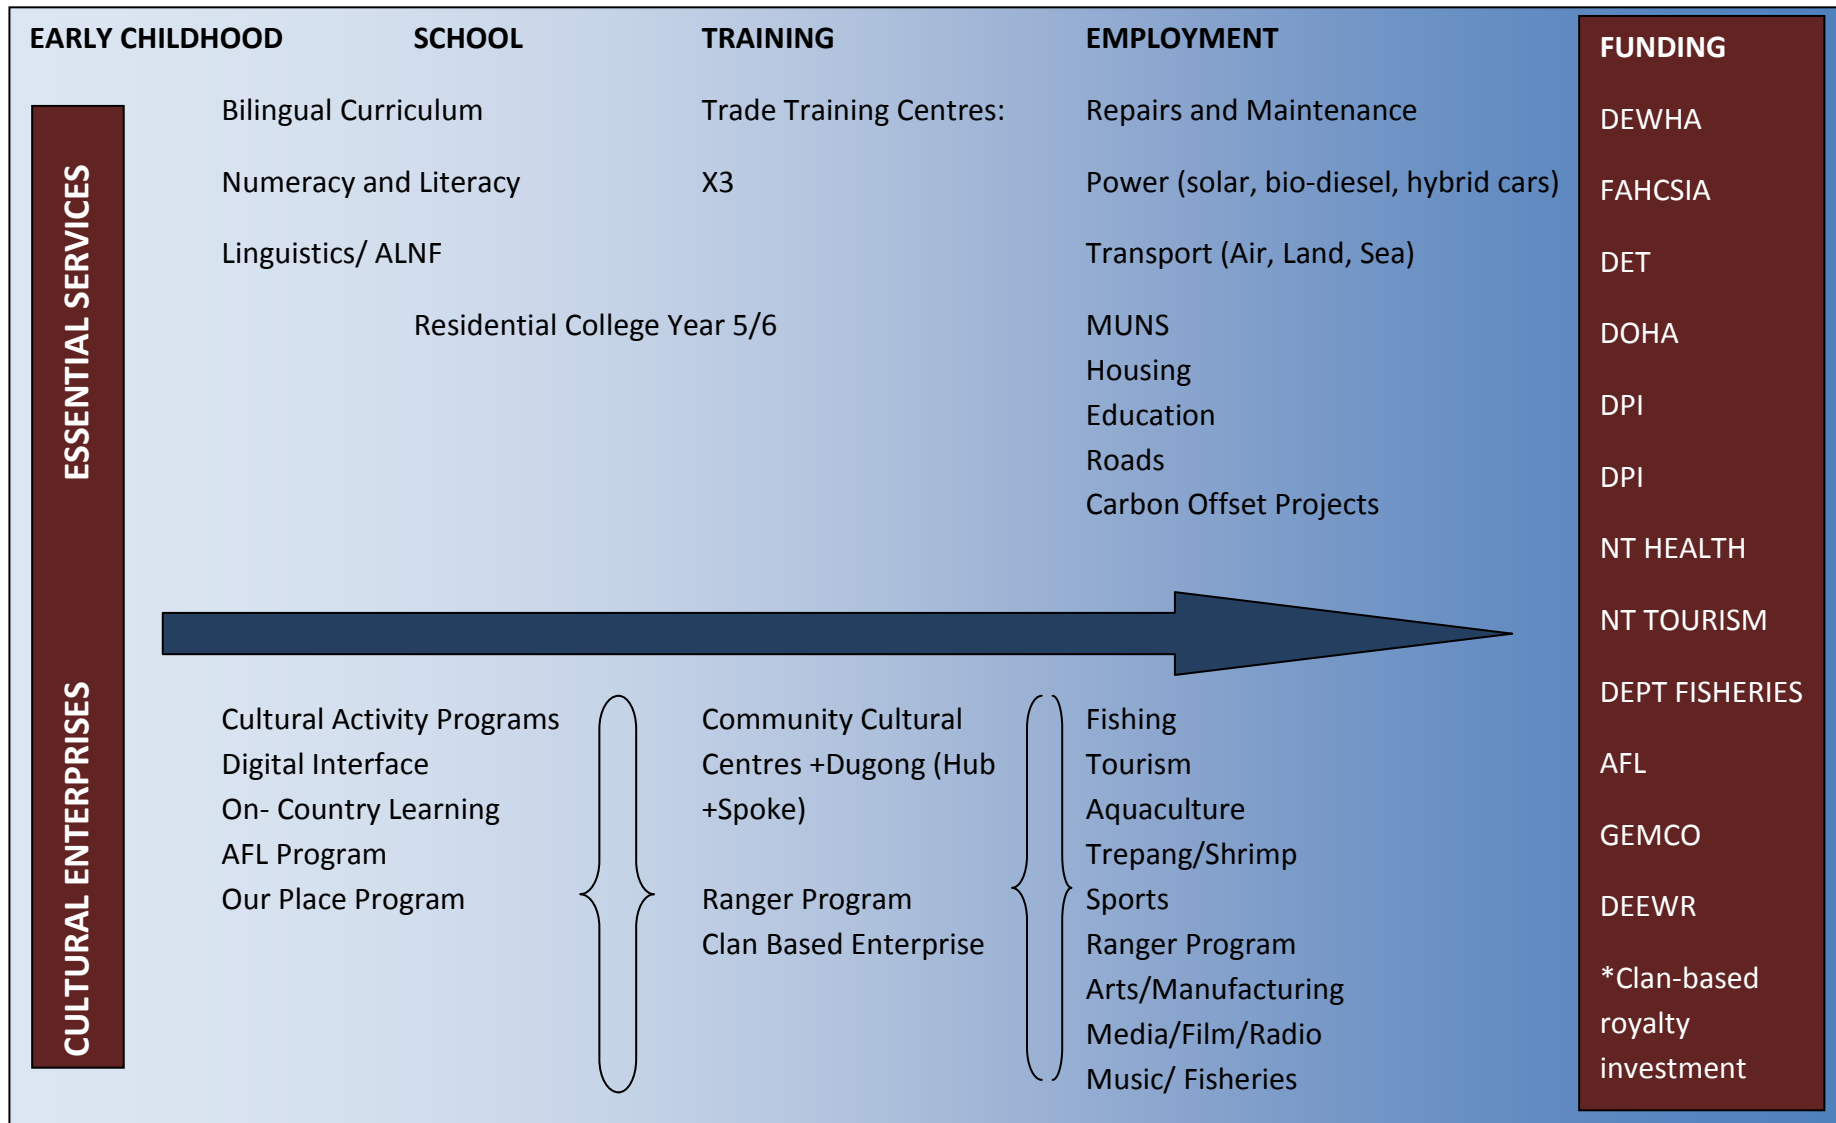 EARLY CHILDHOOD
SCHOOL
TRAINING
EMPLOYMENT
ESSENTIAL SERVICES
Bilingual Curriculum
Numeracy and Literacy
Linguistics/ ALNF
Residential College Year 5/6
Trade Training Centres:
X3
Repairs and Maintenance
Power (solar, bio-diesel, hybrid cars)
Transport (Air, Land, Sea)
MUNS
Housing
Education
Roads
Carbon Offset Projects
CULTURAL ENTERPRISES
Cultural Activity Programs
Digital Interface
On- Country Learning
AFL Program
Our Place Program
Community Cultural
Centres +Dugong (Hub
+Spoke)
Ranger Program
Clan Based Enterprise
Fishing
Tourism
Aquaculture
Trepang/Shrimp
Sports
Ranger Program
Arts/Manufacturing
Media/Film/Radio
Music/ Fisheries
FUNDING
DEWHA
FAHCSIA
DET
DOHA
DPI
DPI
NT HEALTH
NT TOURISM
DEPT FISHERIES
AFL
GEMCO
DEEWR
*Clan-based
royalty
investment